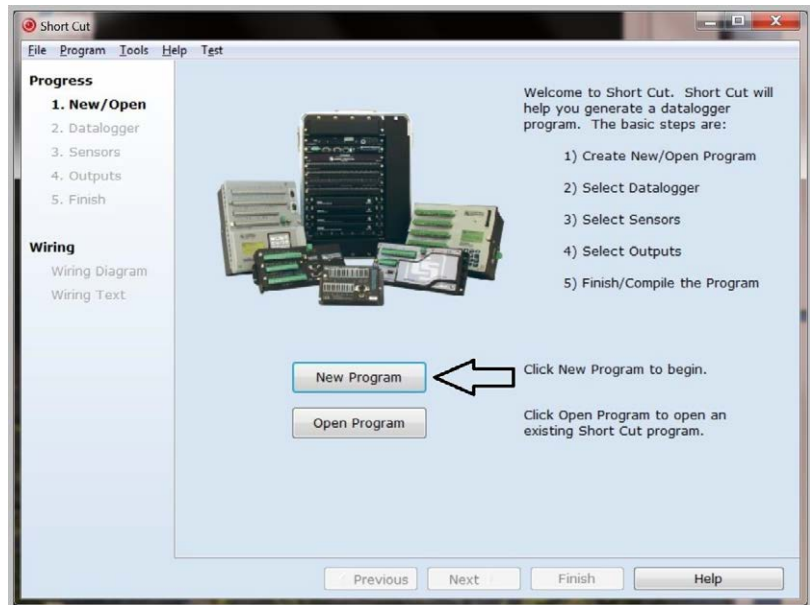 Short Cut
File Program Tools Help Test
Progress
1. New/Open
2. Datalogger
3. Sensors
4. Outputs
5. Finish
Wiring
Wiring Diagram
Wiring Text
Welcome to Short Cut. Short Cut will
help you generate a datalogger
program. The basic steps are:
1) Create New/Open Program
2) Select Datalogger
3) Select Sensors
4) Select Outputs
5) Finish/Compile the Program
New Program
Click New Program to begin.
Open Program
Click Open Program to open an
existing Short Cut program.
Previous Next Finish Help